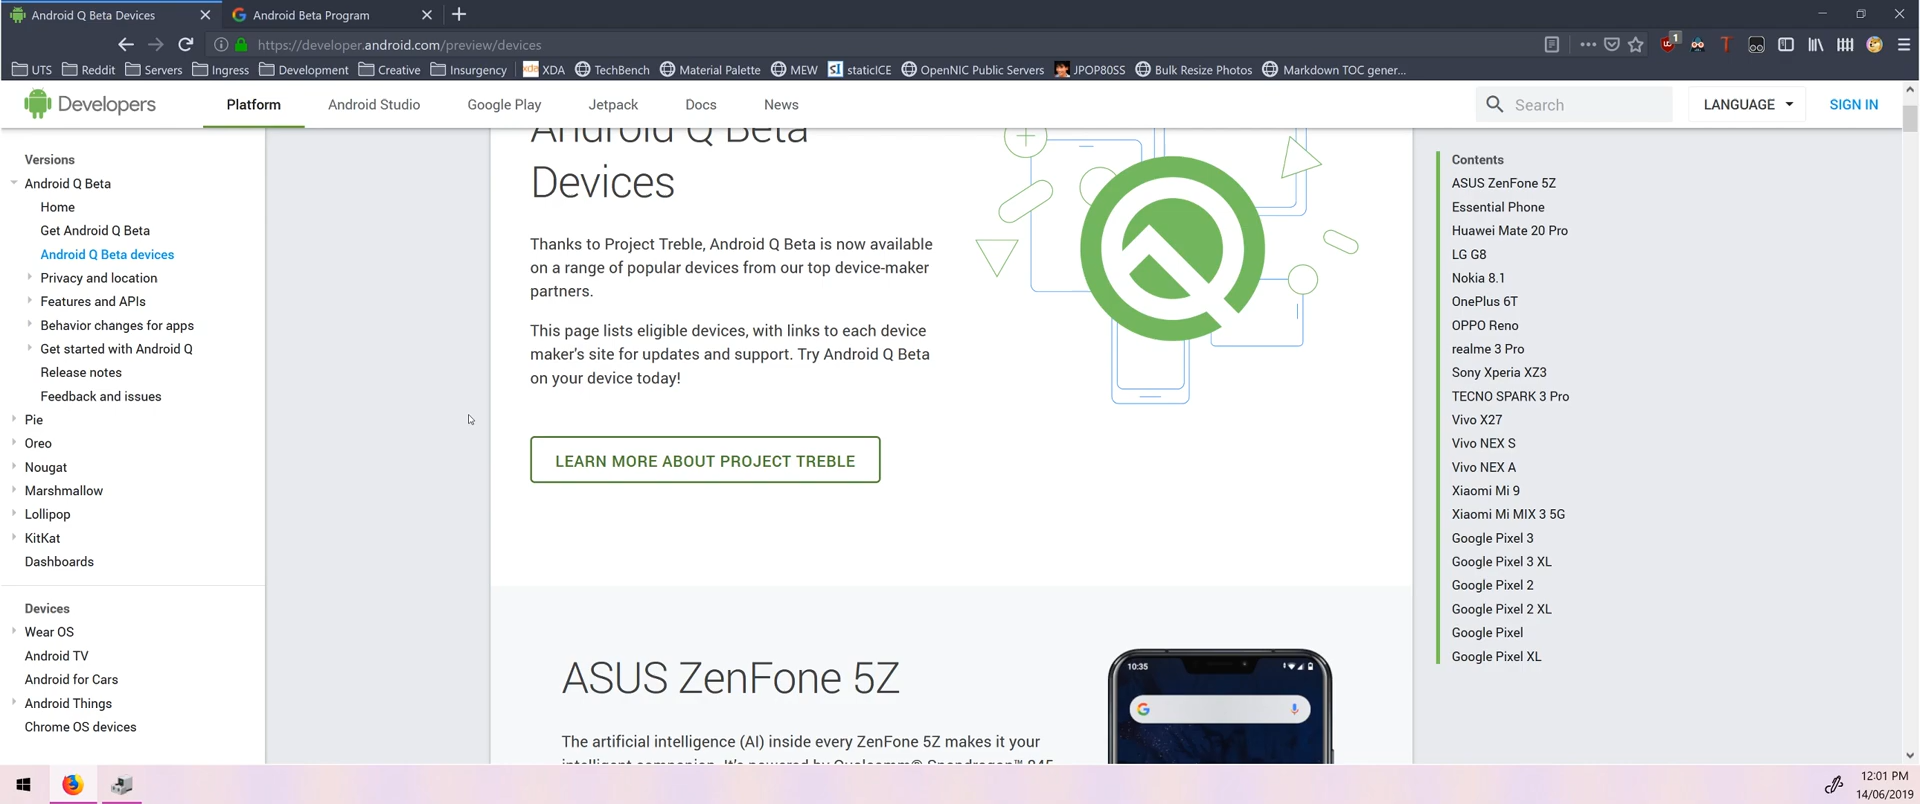 Android Q Beta Devices
Android Beta Program
https://developer.android.com/preview/devices
1
UTS Reddit Servers Ingress Development Creative Insurgency XDA TechBench Material Palette MEW staticICE OpenNIC Public Servers JPOP80SS Bulk Resize Photos Markdown TOC gener...
Developers Platform Android Studio Google Play Jetpack Docs News Search LANGUAGE SIGN IN
Versions
Android Q Beta
Home
Get Android Q Beta
Android Q Beta devices
Privacy and location
Features and APIs
Behavior changes for apps
Get started with Android Q
Release notes
Feedback and issues
Pie
Oreo
Nougat
Marshmallow
Lollipop
KitKat
Dashboards
Devices
Wear OS
Android TV
Android for Cars
Android Things
Chrome OS devices
Android Q Beta
Devices
Thanks to Project Treble, Android Q Beta is now available
on a range of popular devices from our top device-maker
partners.
This page lists eligible devices, with links to each device
maker's site for updates and support. Try Android Q Beta
on your device today!
LEARN MORE ABOUT PROJECT TREBLE
ASUS ZenFone 5Z
The artificial intelligence (AI) inside every ZenFone 5Z makes it your
intelligent companion. It's powered by Qualcomm® Snapdragon™ 845
10:35
Contents
ASUS ZenFone 5Z
Essential Phone
Huawei Mate 20 Pro
LG G8
Nokia 8.1
OnePlus 6T
OPPO Reno
realme 3 Pro
Sony Xperia XZ3
TECNO SPARK 3 Pro
Vivo X27
Vivo NEX S
Vivo NEX A
Xiaomi Mi 9
Xiaomi Mi MIX 3 5G
Google Pixel 3
Google Pixel 3 XL
Google Pixel 2
Google Pixel 2 XL
Google Pixel
Google Pixel XL
12:01 PM
14/06/2019